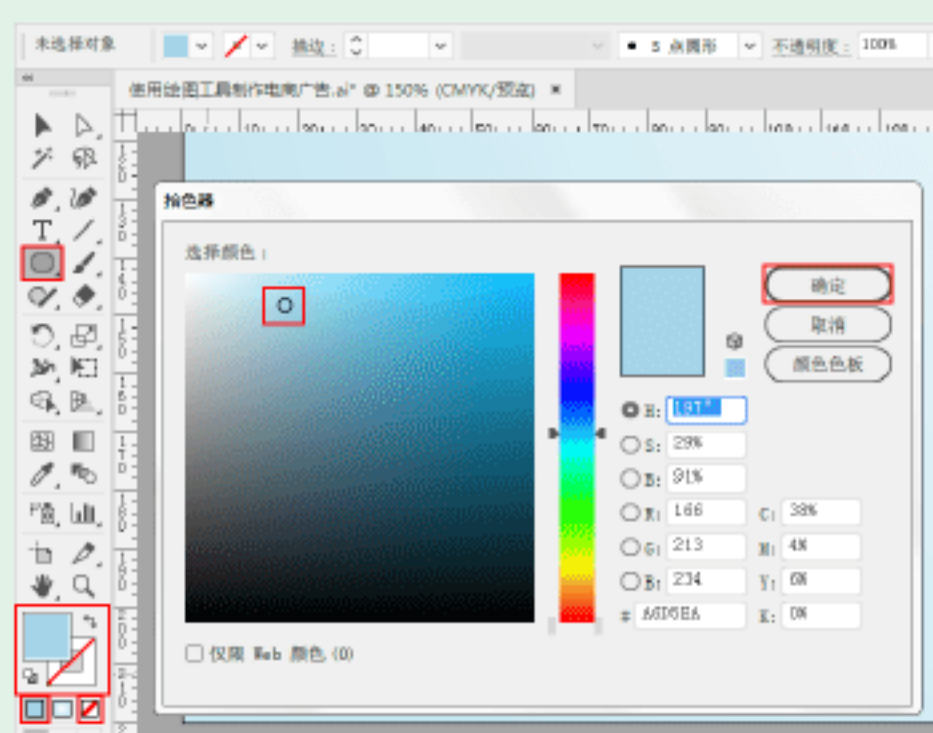 未选择对象
描边：
5 点圆形
不透明度：
100%
使用绘图工具制作电商广告.ai* @ 150% (CMYK/预览) ×
拾色器
选择颜色：
确定
取消
颜色色板
H: 197°
S: 29%
B: 91%
R: 166
C: 38%
G: 213
M: 4%
B: 234
Y: 6%
# A6D5EA
K: 0%
仅限 Web 颜色 (O)